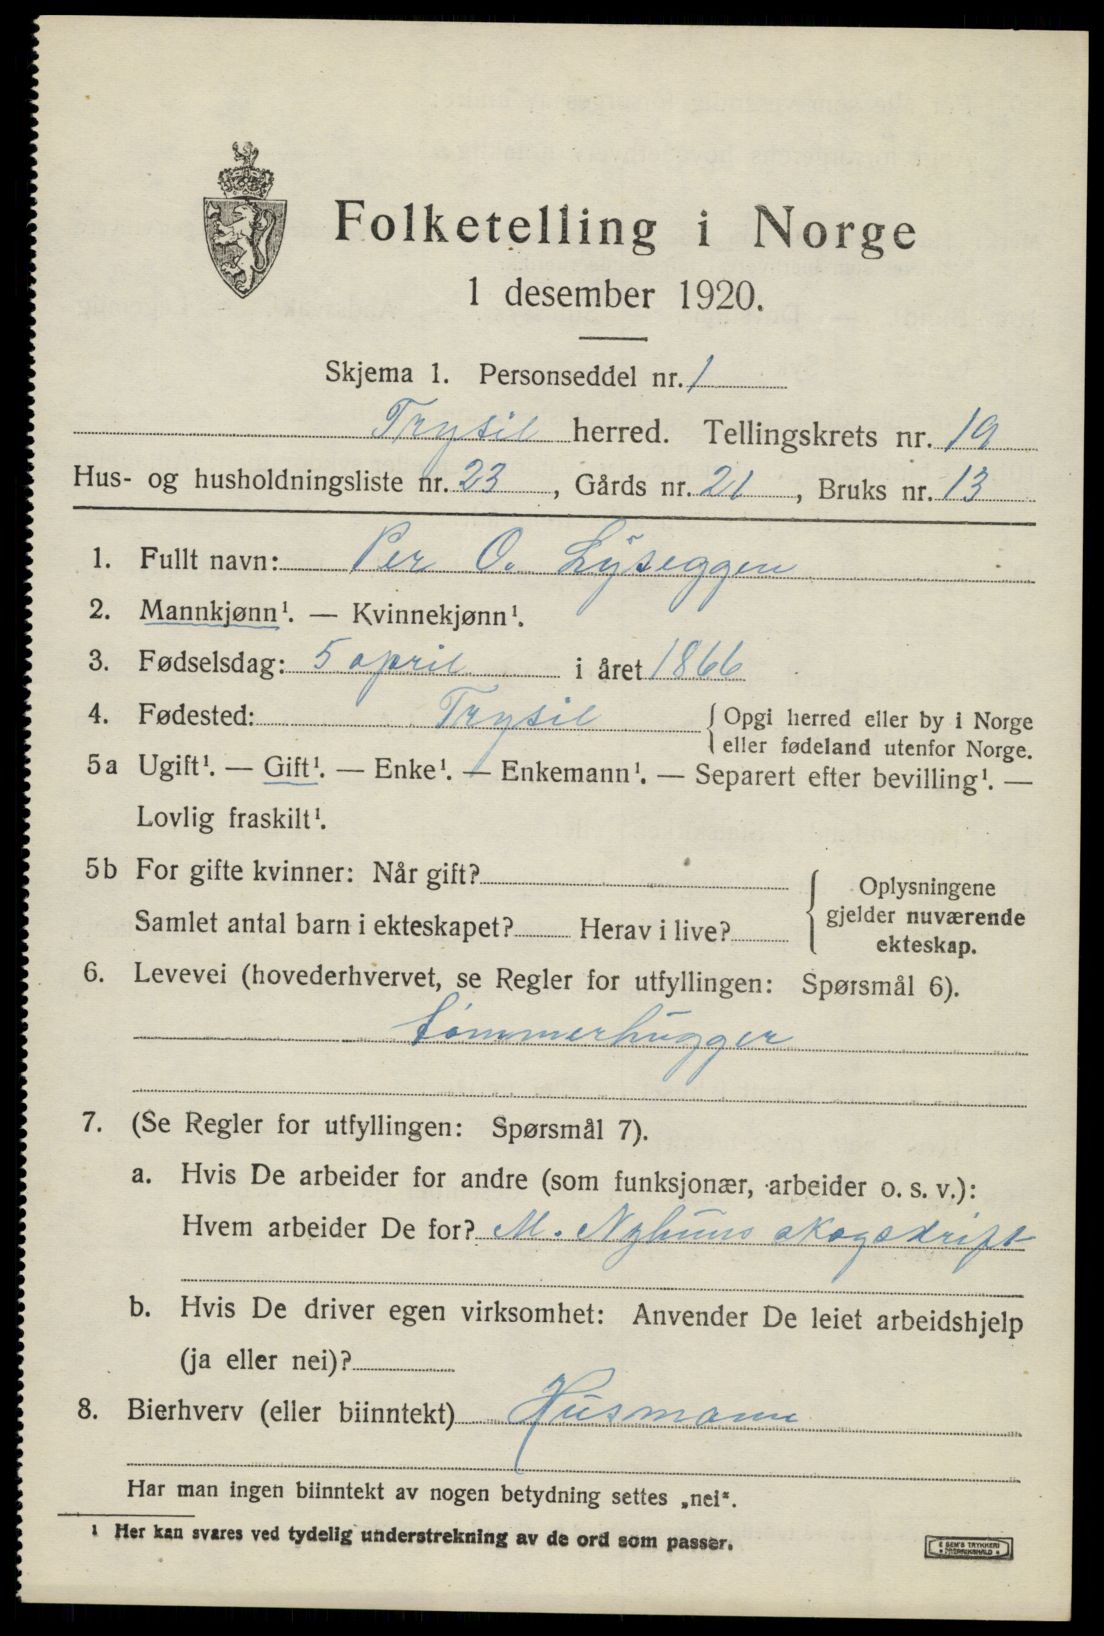 Folketelling i Norge
1 desember 1920.
Skjema 1. Personseddel nr. 1
Trysil herred. Tellingskrets nr. 19
Hus- og husholdningsliste nr. 23, Gårds nr. 21, Bruks nr. 13
1. Fullt navn: Per O. Lyseggen
2. Mannkjønn¹. — Kvinnekjønn¹.
3. Fødselsdag: 5 april i året 1866
4. Fødested: Trysil {Opgi herred eller by i Norge
eller fødeland utenfor Norge.
5a Ugift¹. — Gift¹. — Enke¹. — Enkemann¹. — Separert efter bevilling¹. —
Lovlig fraskilt¹.
5b For gifte kvinner: Når gift?
Samlet antal barn i ekteskapet? Herav i live?
{Oplysningene
gjelder nuværende
ekteskap.
6. Levevei (hovederhvervet, se Regler for utfyllingen: Spørsmål 6).
tömmerhugger
7. (Se Regler for utfyllingen: Spørsmål 7).
a. Hvis De arbeider for andre (som funksjonær, arbeider o. s. v.):
Hvem arbeider De for? M. Nyhuus skogsdrift
b. Hvis De driver egen virksomhet: Anvender De leiet arbeidshjelp
(ja eller nei)?
8. Bierhverv (eller biinntekt) Husmann
Har man ingen biinntekt av nogen betydning settes „nei“.
¹ Her kan svares ved tydelig understrekning av de ord som passer.
E SEM'S TRYKKERI
FREDRIKSHALD